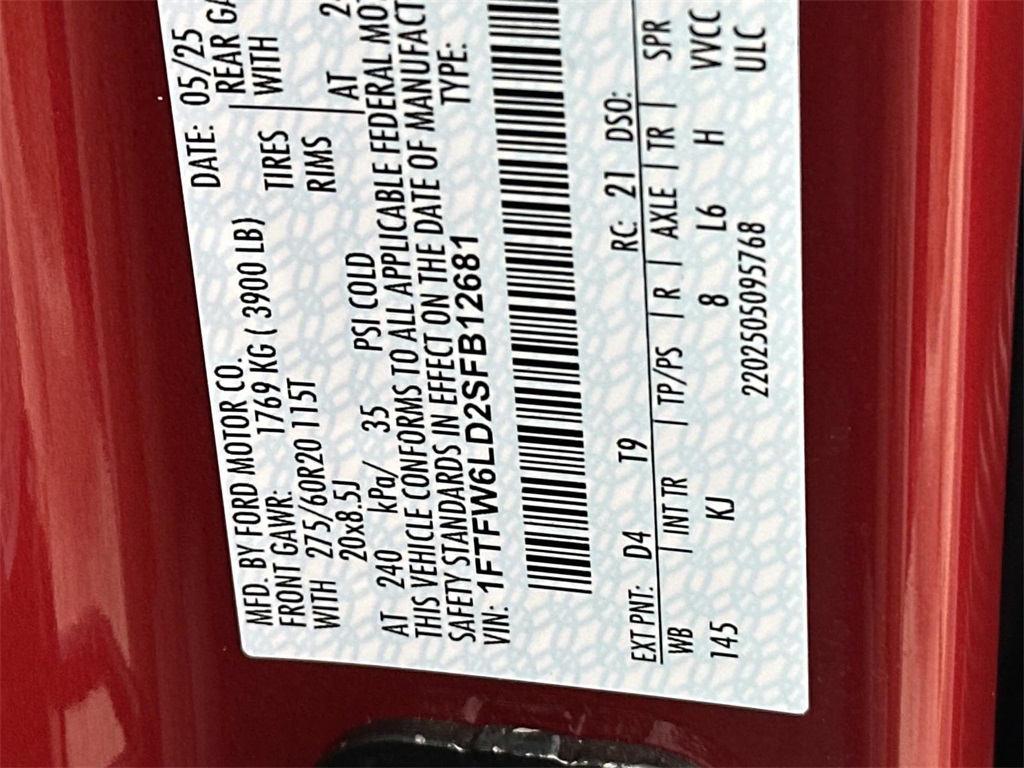 MFD. BY FORD MOTOR CO.
DATE: 05/25
FRONT GAWR: 1769 KG ( 3900 LB)
REAR GA
WITH 275/60R20 115T
TIRES
WITH
20x8.5J
RIMS
AT 240 kPa/ 35 PSI COLD
AT
THIS VEHICLE CONFORMS TO ALL APPLICABLE FEDERAL MOT
SAFETY STANDARDS IN EFFECT ON THE DATE OF MANUFACT
VIN: 1FTFW6LD2SFB12681
TYPE:
EXT PNT: D4 T9 RC: 21 DSO:
WB | INT TR | TP/PS | R | AXLE | TR | SPR
145 KJ 8 L6 H VVCC
ULC
220250509​5768